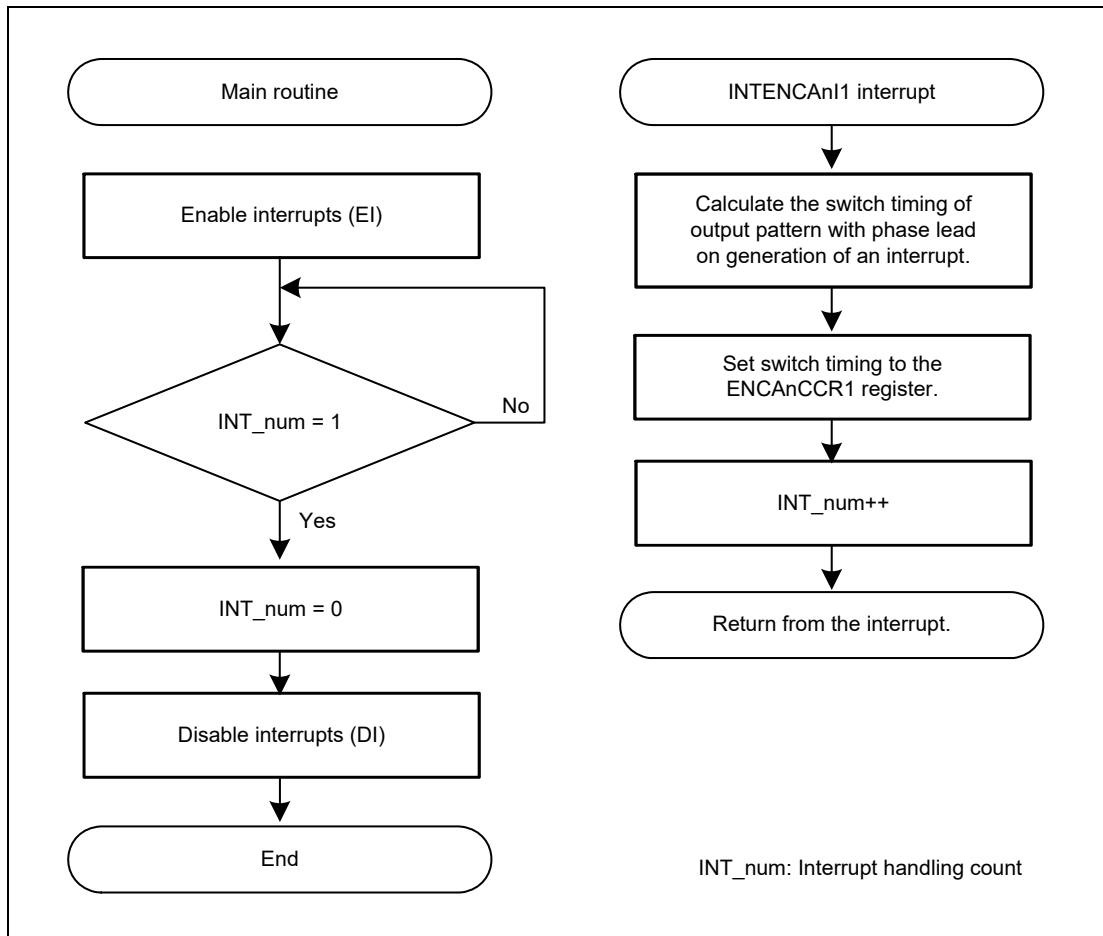 Main routine
Enable interrupts (EI)
INT_num = 1
No
Yes
INT_num = 0
Disable interrupts (DI)
End
INTENCAnI1 interrupt
Calculate the switch timing of
output pattern with phase lead
on generation of an interrupt.
Set switch timing to the
ENCAnCCR1 register.
INT_num++
Return from the interrupt.
INT_num: Interrupt handling count